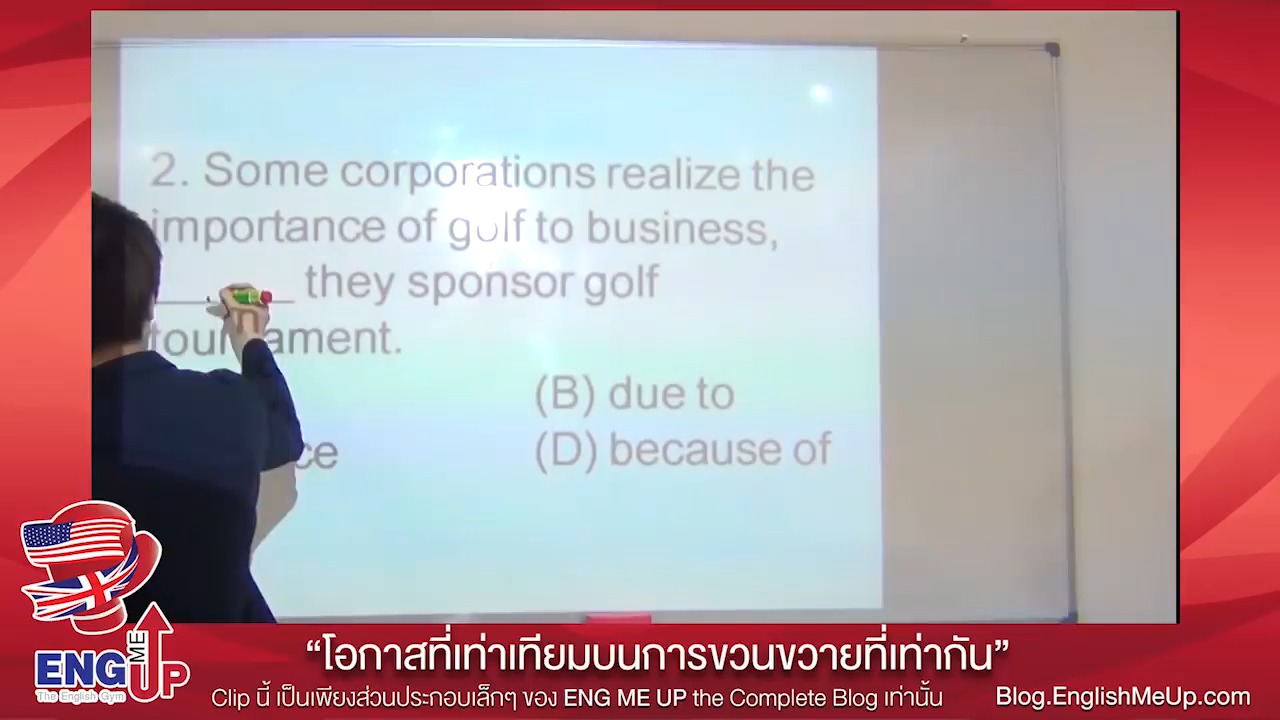 2. Some corporations realize the
importance of golf to business,
they sponsor golf
tournament.
(B) due to
(D) because of
ENG ME UP
The English Gym
“โอกาสที่เท่าเทียมบนการขวนขวายที่เท่ากัน”
Clip นี้ เป็นเพียงส่วนประกอบเล็กๆ ของ ENG ME UP the Complete Blog เท่านั้น
Blog.EnglishMeUp.com